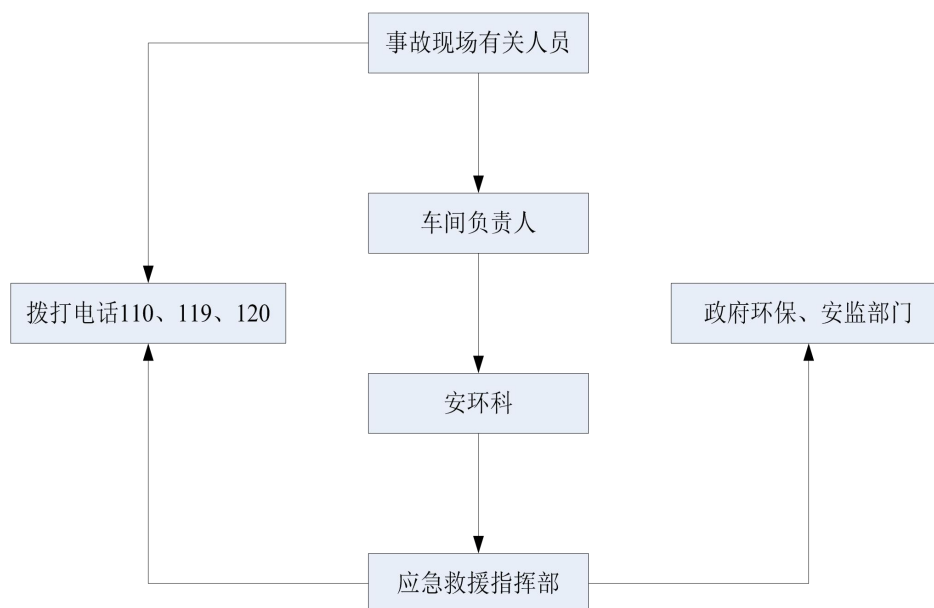 事故现场有关人员
车间负责人
拨打电话110、119、120
政府环保、安监部门
安环科
应急救援指挥部